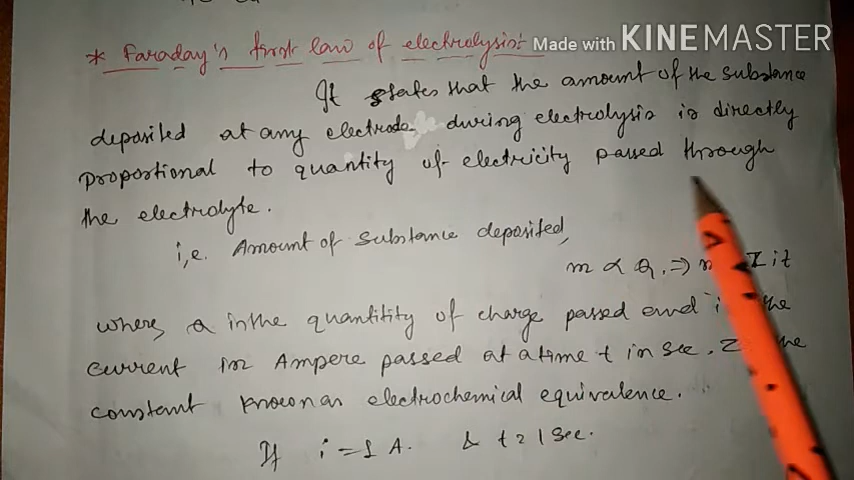 * Faraday's first law of electrolysis:
Made with KINEMASTER
It states that the amount of the substance
deposited at any electrode during electrolysis is directly
proportional to quantity of electricity passed through
the electrolyte.
i,e. Amount of substance deposited,
m ∝ Q, ⇒ Z i t
where, Q is the quantitity of charge passed and the
current in Ampere passed at a time t in sec. Z
constant known as electrochemical equivalence.
If i = 1 A. & t = 1 sec.